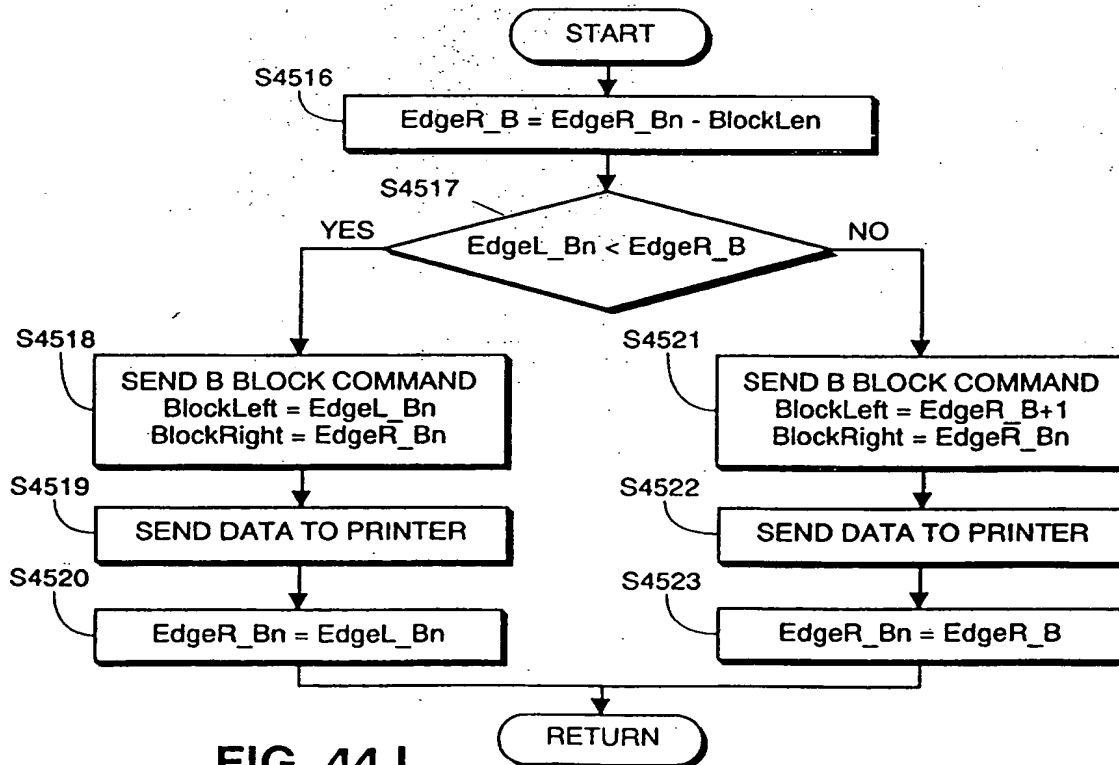 START
S4516
EdgeR_B = EdgeR_Bn - BlockLen
S4517
YES
EdgeL_Bn < EdgeR_B
NO
S4518
SEND B BLOCK COMMAND
BlockLeft = EdgeL_Bn
BlockRight = EdgeR_Bn
S4521
SEND B BLOCK COMMAND
BlockLeft = EdgeR_B+1
BlockRight = EdgeR_Bn
S4519
SEND DATA TO PRINTER
S4522
SEND DATA TO PRINTER
S4520
EdgeR_Bn = EdgeL_Bn
S4523
EdgeR_Bn = EdgeR_B
RETURN
FIG. 44